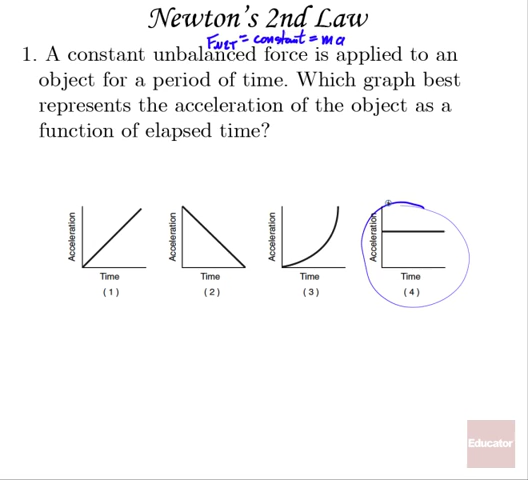 Newton's 2nd Law
FNET = constant = ma
1. A constant unbalanced force is applied to an
object for a period of time. Which graph best
represents the acceleration of the object as a
function of elapsed time?
Acceleration
Time
(1)
Acceleration
Time
(2)
Acceleration
Time
(3)
Acceleration
Time
(4)
Educator